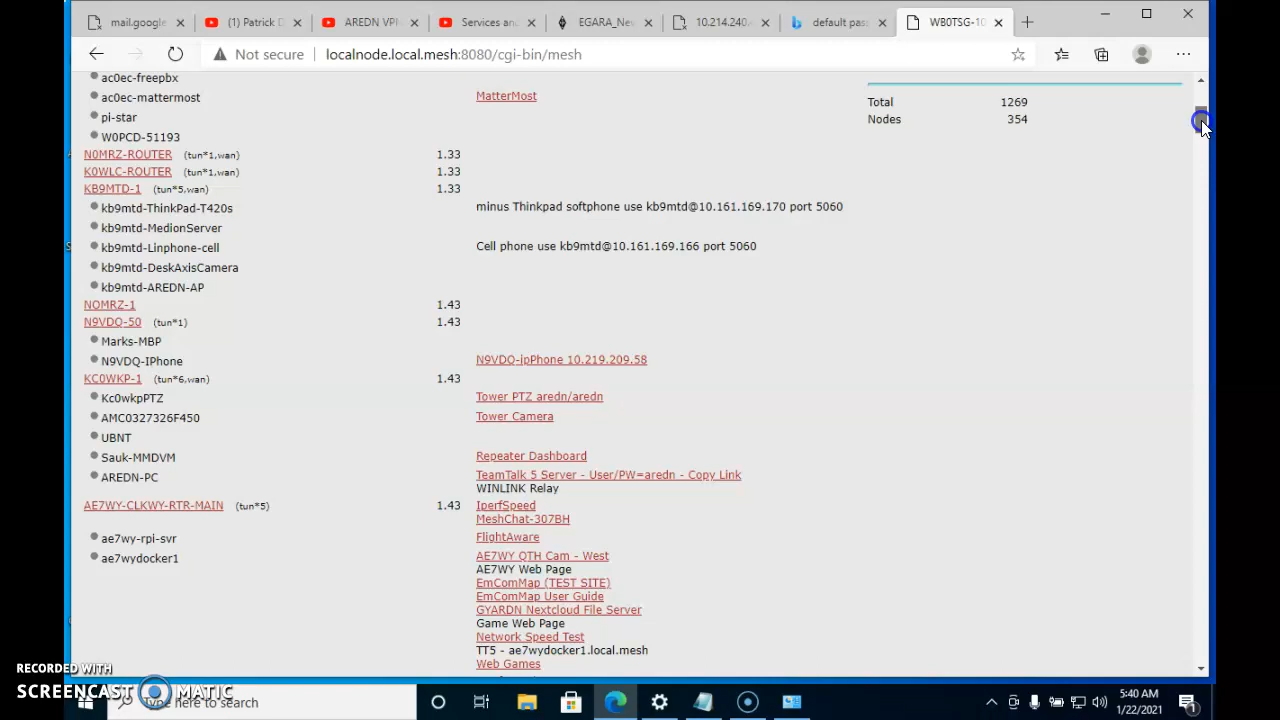 mail.google
(1) Patrick D
AREDN VPN
Services and
EGARA_Nev
10.214.240.
default pas
WB0TSG-10
Not secure localnode.local.mesh:8080/cgi-bin/mesh
ac0ec-freepbx
ac0ec-mattermost MatterMost
pi-star
W0PCD-51193
Total 1269
Nodes 354
N0MRZ-ROUTER (tun*1,wan) 1.33
K0WLC-ROUTER (tun*1,wan) 1.33
KB9MTD-1 (tun*5,wan) 1.33
kb9mtd-ThinkPad-T420s minus Thinkpad softphone use kb9mtd@10.161.169.170 port 5060
kb9mtd-MedionServer
kb9mtd-Linphone-cell Cell phone use kb9mtd@10.161.169.166 port 5060
kb9mtd-DeskAxisCamera
kb9mtd-AREDN-AP
NOMRZ-1 1.43
N9VDQ-50 (tun*1) 1.43
Marks-MBP
N9VDQ-IPhone N9VDQ-ipPhone 10.219.209.58
KC0WKP-1 (tun*6,wan) 1.43
Kc0wkpPTZ Tower PTZ aredn/aredn
AMC0327326F450 Tower Camera
UBNT
Sauk-MMDVM Repeater Dashboard
AREDN-PC TeamTalk 5 Server - User/PW=aredn - Copy Link
WINLINK Relay
AE7WY-CLKWY-RTR-MAIN (tun*5) 1.43 IperfSpeed
MeshChat-307BH
ae7wy-rpi-svr FlightAware
ae7wydocker1 AE7WY QTH Cam - West
AE7WY Web Page
EmComMap (TEST SITE)
EmComMap User Guide
GYARDN Nextcloud File Server
Game Web Page
Network Speed Test
TT5 - ae7wydocker1.local.mesh
Web Games
RECORDED WITH
SCREENCAST MATIC
Type here to search
5:40 AM
1/22/2021
1